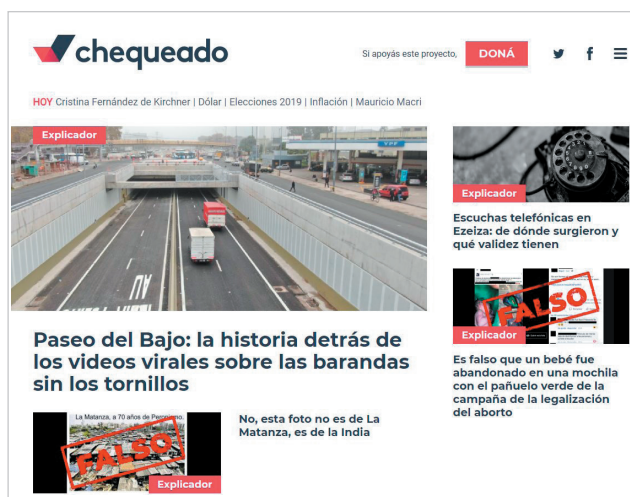 chequeado
Si apoyás este proyecto, DONÁ
HOY Cristina Fernández de Kirchner | Dólar | Elecciones 2019 | Inflación | Mauricio Macri
Explicador
YPF
AU
Paseo del Bajo: la historia detrás de
los videos virales sobre las barandas
sin los tornillos
La Matanza, a 70 años de Peronismo.
FALSO
Explicador
No, esta foto no es de La
Matanza, es de la India
Explicador
Escuchas telefónicas en
Ezeiza: de dónde surgieron y
qué validez tienen
FALSO
Explicador
Es falso que un bebé fue
abandonado en una mochila
con el pañuelo verde de la
campaña de la legalización
del aborto